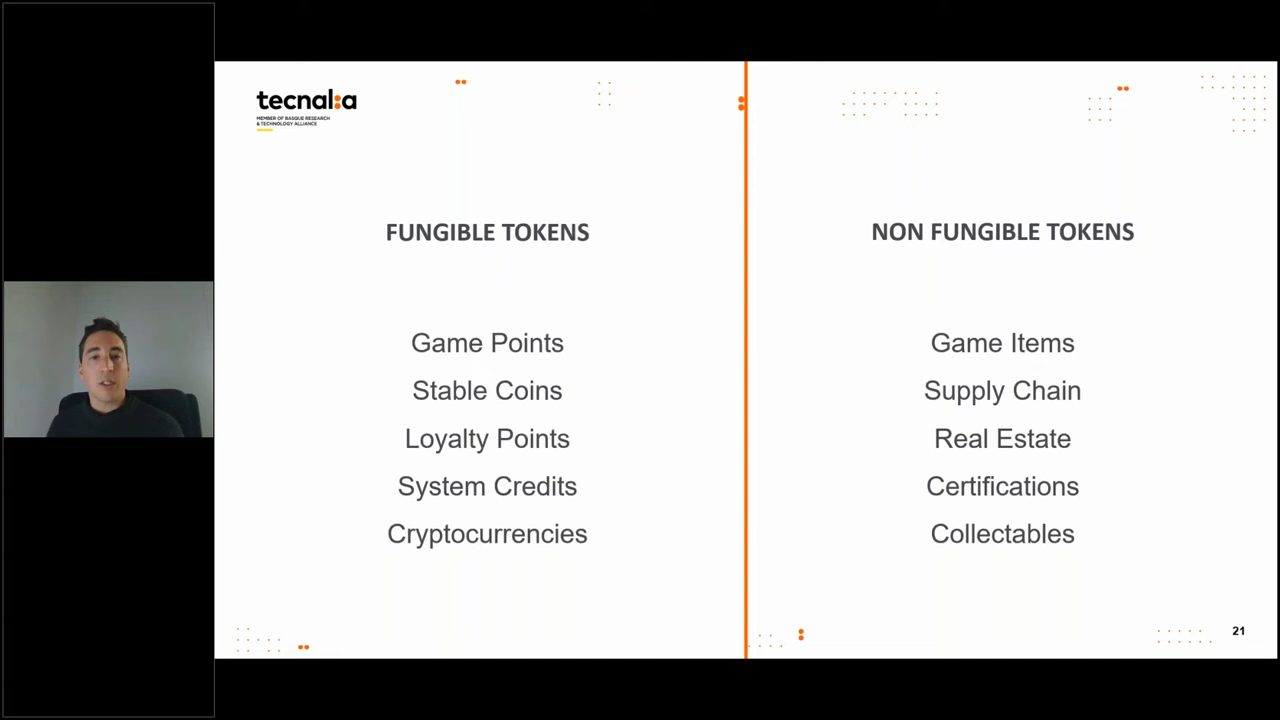 tecnal:a
MEMBER OF BASQUE RESEARCH
& TECHNOLOGY ALLIANCE
FUNGIBLE TOKENS
Game Points
Stable Coins
Loyalty Points
System Credits
Cryptocurrencies
NON FUNGIBLE TOKENS
Game Items
Supply Chain
Real Estate
Certifications
Collectables
21